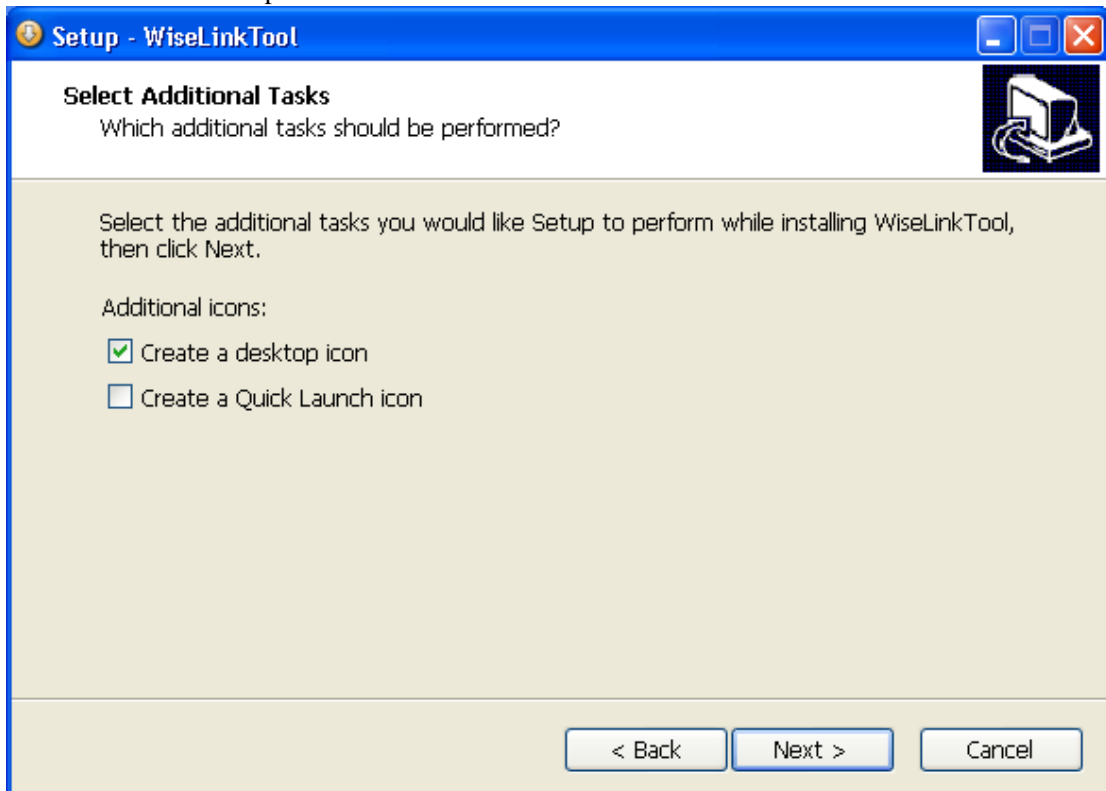 Setup - WiseLinkTool
Select Additional Tasks
Which additional tasks should be performed?
Select the additional tasks you would like Setup to perform while installing WiseLinkTool,
then click Next.
Additional icons:
Create a desktop icon
Create a Quick Launch icon
< Back
Next >
Cancel